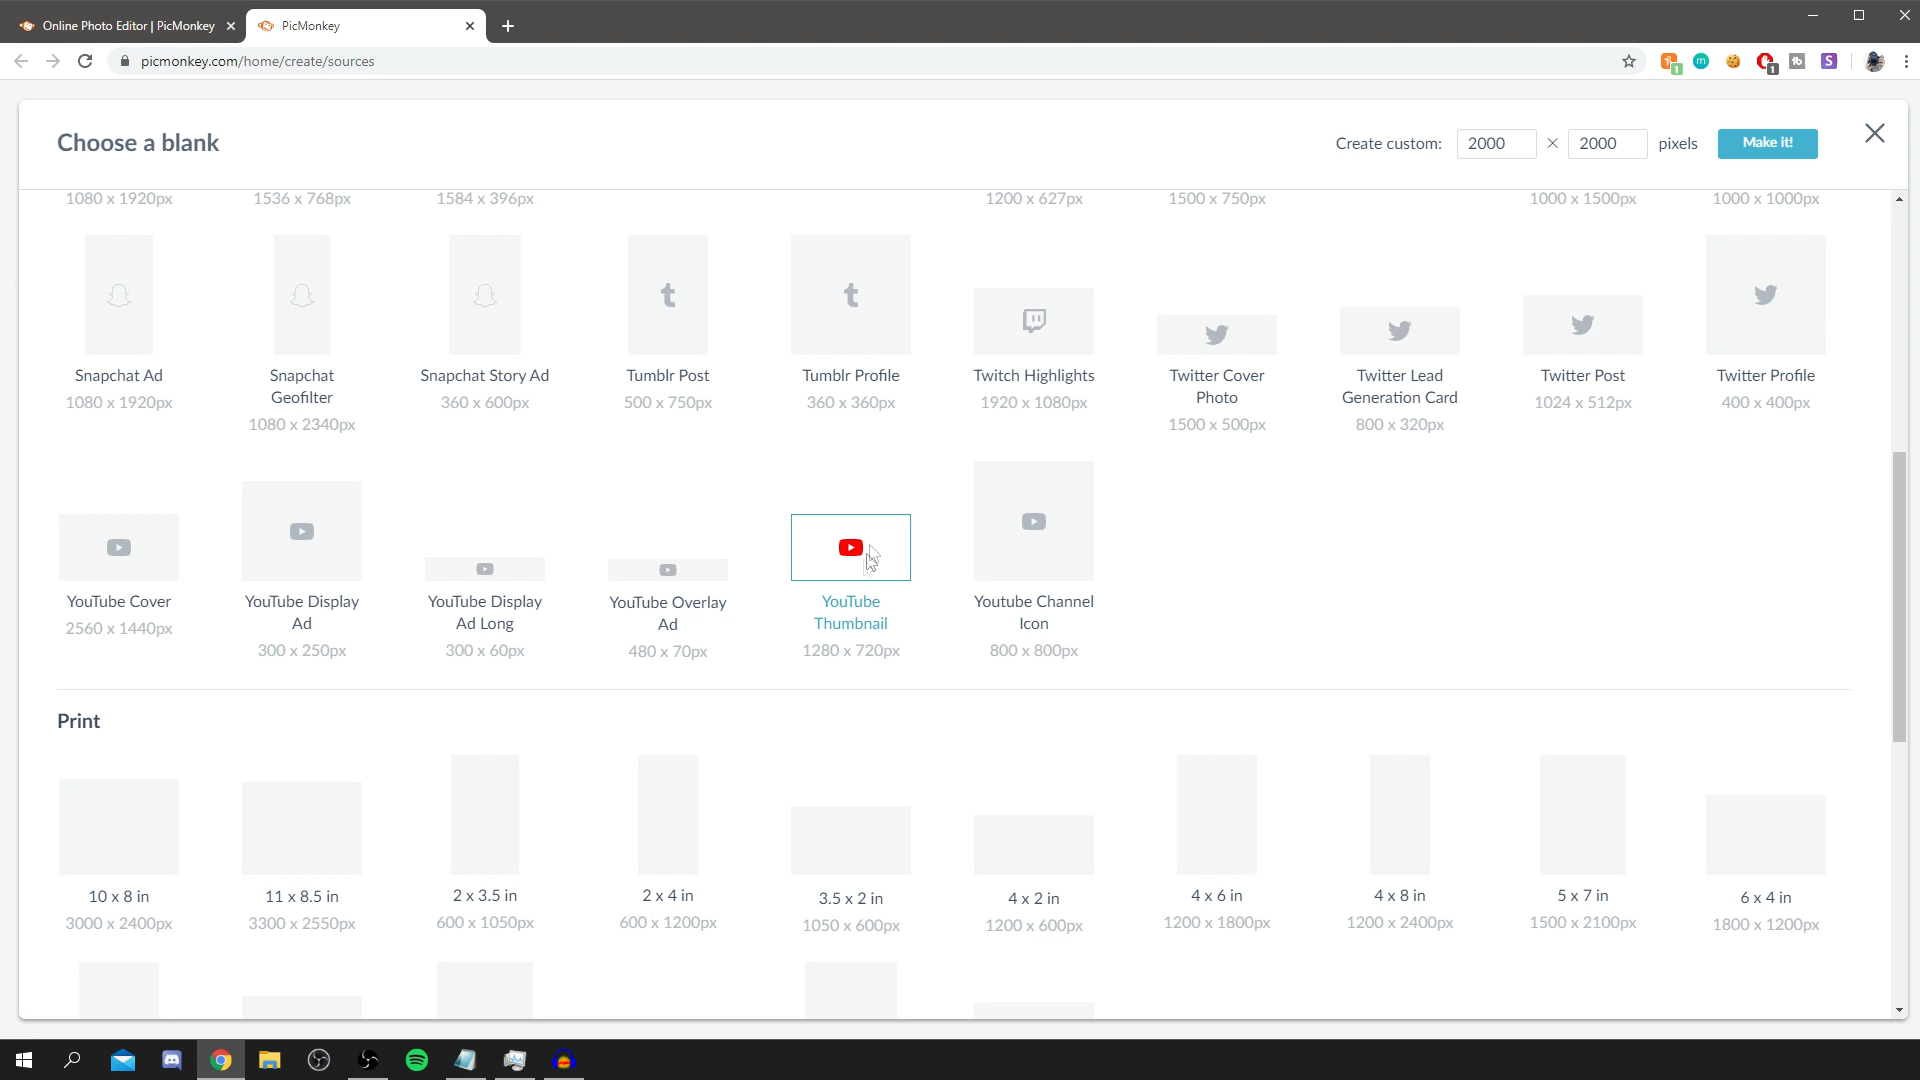 Online Photo Editor | PicMonkey
PicMonkey
picmonkey.com/home/create/sources
Choose a blank
Create custom: 2000 × 2000 pixels Make it!
1080 x 1920px 1536 x 768px 1584 x 396px 1200 x 627px 1500 x 750px 1000 x 1500px 1000 x 1000px
Snapchat Ad
1080 x 1920px
Snapchat
Geofilter
1080 x 2340px
Snapchat Story Ad
360 x 600px
Tumblr Post
500 x 750px
Tumblr Profile
360 x 360px
Twitch Highlights
1920 x 1080px
Twitter Cover
Photo
1500 x 500px
Twitter Lead
Generation Card
800 x 320px
Twitter Post
1024 x 512px
Twitter Profile
400 x 400px
YouTube Cover
2560 x 1440px
YouTube Display
Ad
300 x 250px
YouTube Display
Ad Long
300 x 60px
YouTube Overlay
Ad
480 x 70px
YouTube
Thumbnail
1280 x 720px
Youtube Channel
Icon
800 x 800px
Print
10 x 8 in
3000 x 2400px
11 x 8.5 in
3300 x 2550px
2 x 3.5 in
600 x 1050px
2 x 4 in
600 x 1200px
3.5 x 2 in
1050 x 600px
4 x 2 in
1200 x 600px
4 x 6 in
1200 x 1800px
4 x 8 in
1200 x 2400px
5 x 7 in
1500 x 2100px
6 x 4 in
1800 x 1200px